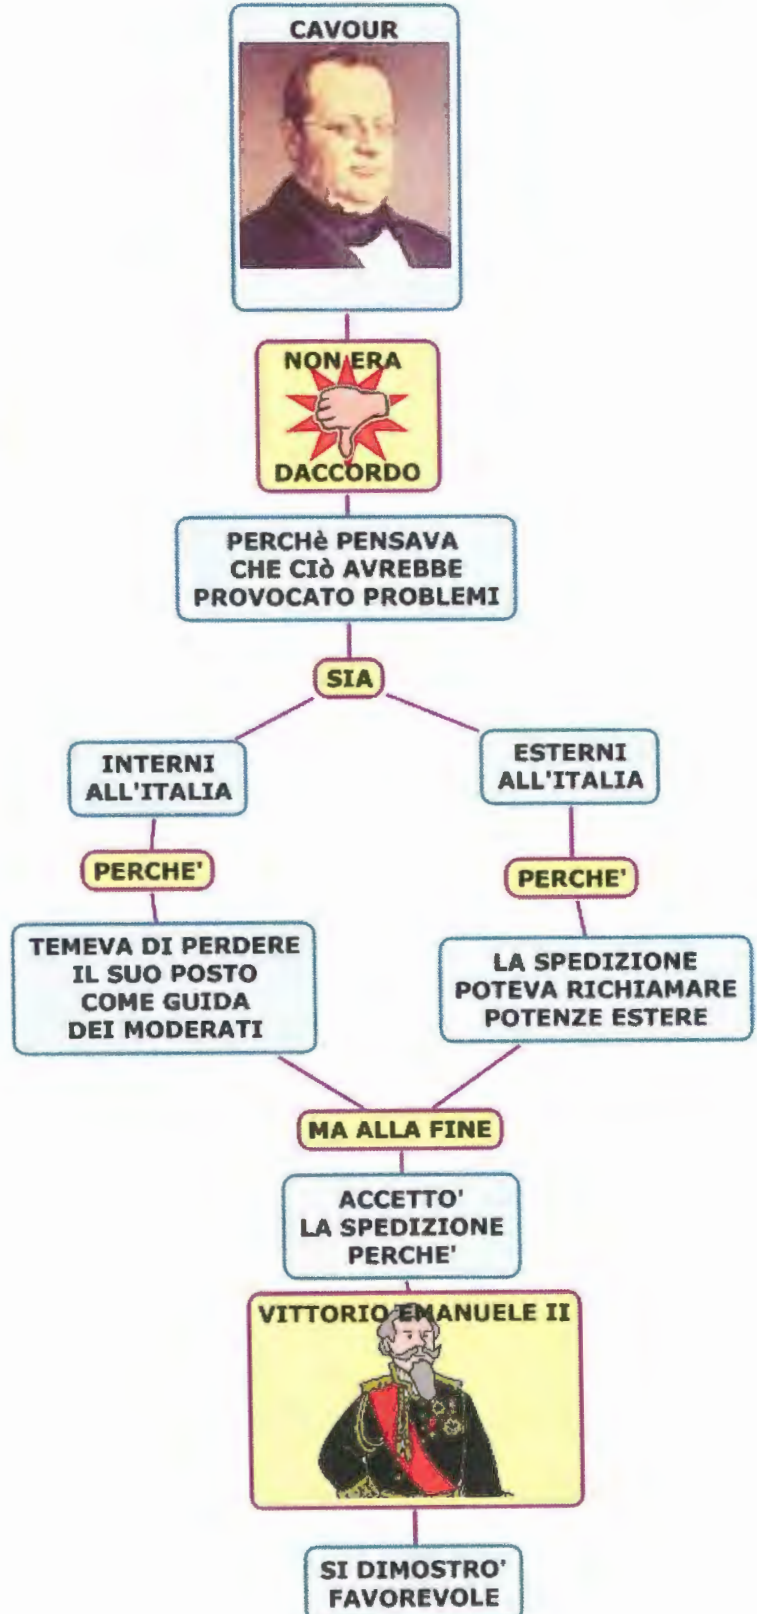 CAVOUR
NON ERA
DACCORDO
PERCHè PENSAVA
CHE CIò AVREBBE
PROVOCATO PROBLEMI
SIA
INTERNI
ALL'ITALIA
PERCHE'
TEMEVA DI PERDERE
IL SUO POSTO
COME GUIDA
DEI MODERATI
ESTERNI
ALL'ITALIA
PERCHE'
LA SPEDIZIONE
POTEVA RICHIAMARE
POTENZE ESTERE
MA ALLA FINE
ACCETTO'
LA SPEDIZIONE
PERCHE'
VITTORIO EMANUELE II
SI DIMOSTRO'
FAVOREVOLE